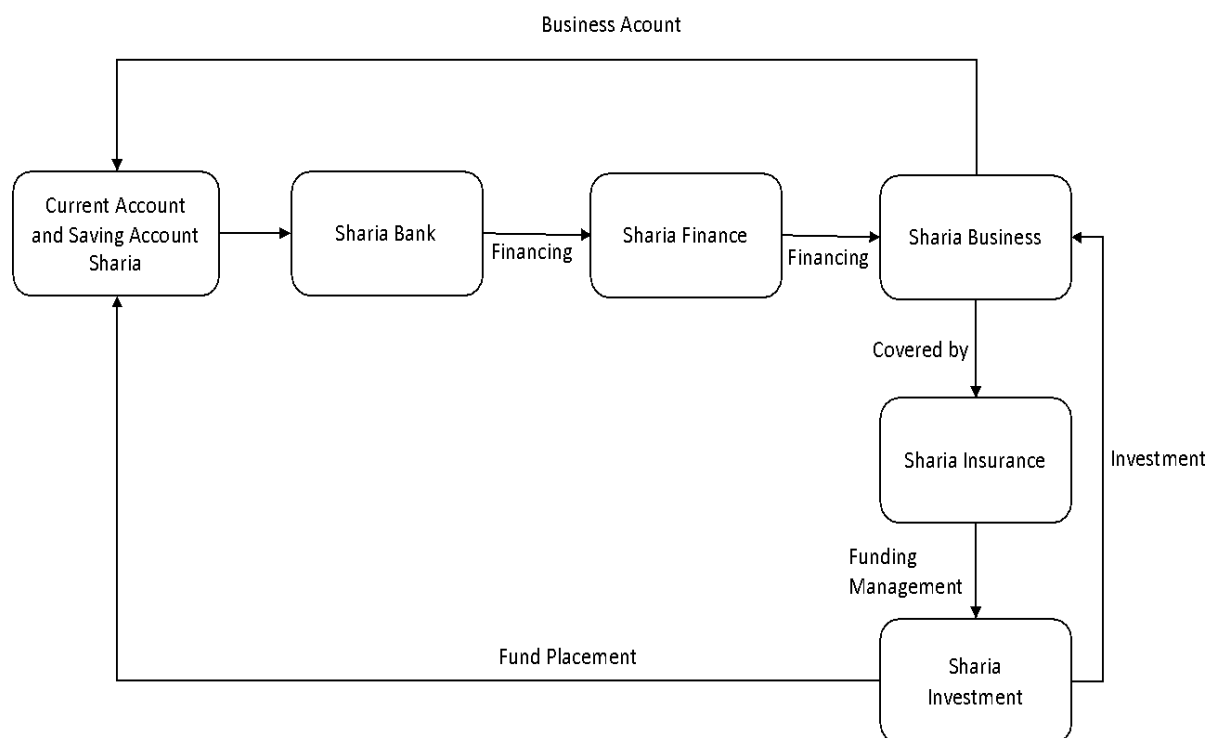 Business Acount
Current Account
and Saving Account
Sharia
Sharia Bank
Financing
Sharia Finance
Financing
Sharia Business
Covered by
Sharia Insurance
Investment
Funding
Management
Fund Placement
Sharia
Investment